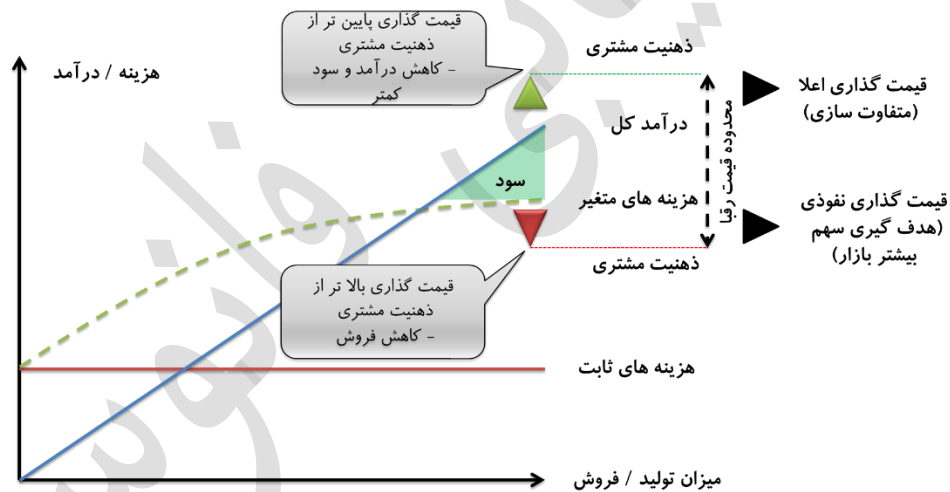 قیمت گذاری پایین تر از
ذهنیت مشتری
- کاهش درآمد و سود
کمتر
ذهنیت مشتری
هزینه / درآمد
قیمت گذاری اعلا
(متفاوت سازی)
محدوده قیمت رقبا
درآمد کل
سود
هزینه های متغیر
قیمت گذاری نفوذی
(هدف گیری سهم
بیشتر بازار)
ذهنیت مشتری
قیمت گذاری بالا تر از
ذهنیت مشتری
- کاهش فروش
هزینه های ثابت
میزان تولید / فروش